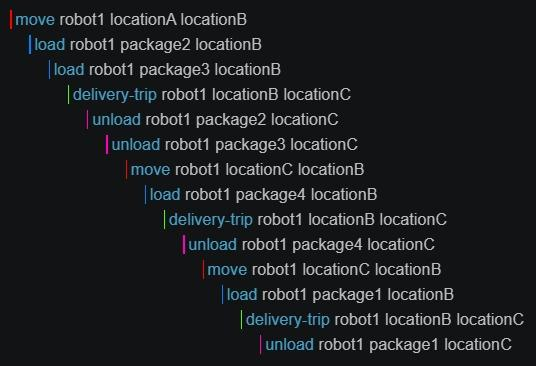 move robot1 locationA locationB
load robot1 package2 locationB
load robot1 package3 locationB
delivery-trip robot1 locationB locationC
unload robot1 package2 locationC
unload robot1 package3 locationC
move robot1 locationC locationB
load robot1 package4 locationB
delivery-trip robot1 locationB locationC
unload robot1 package4 locationC
move robot1 locationC locationB
load robot1 package1 locationB
delivery-trip robot1 locationB locationC
unload robot1 package1 locationC